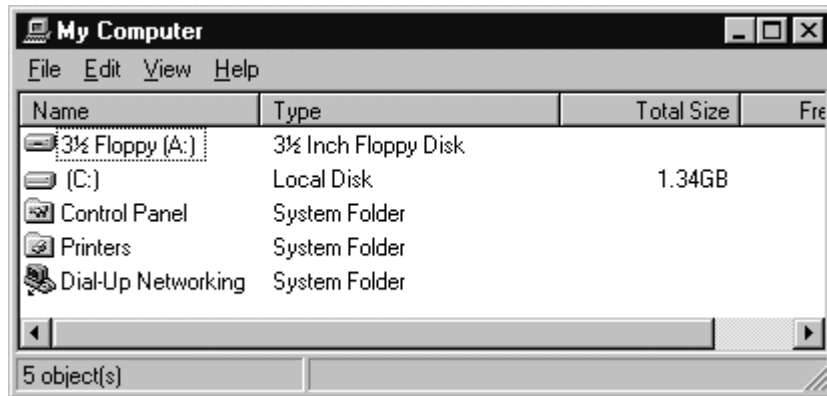 My Computer
File Edit View Help
Name Type Total Size Fre
3½ Floppy (A:) 3½ Inch Floppy Disk
(C:) Local Disk 1.34GB
Control Panel System Folder
Printers System Folder
Dial-Up Networking System Folder
5 object(s)